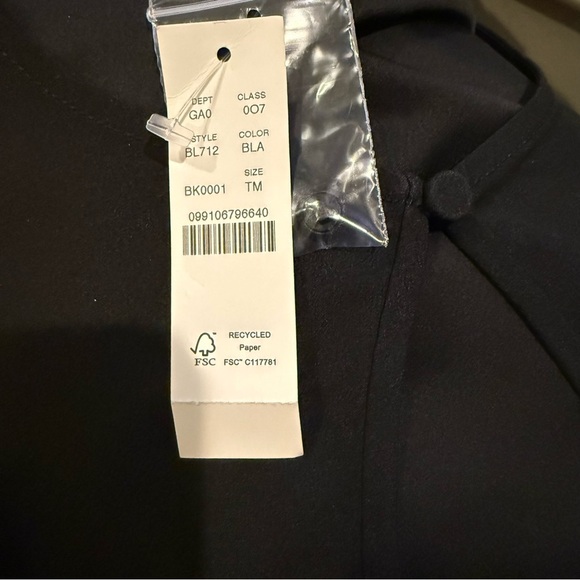 DEPT CLASS
GA0 0O7
STYLE COLOR
BL712 BLA
SIZE
BK0001 TM
099106796640
RECYCLED
Paper
FSC™ C117781
FSC